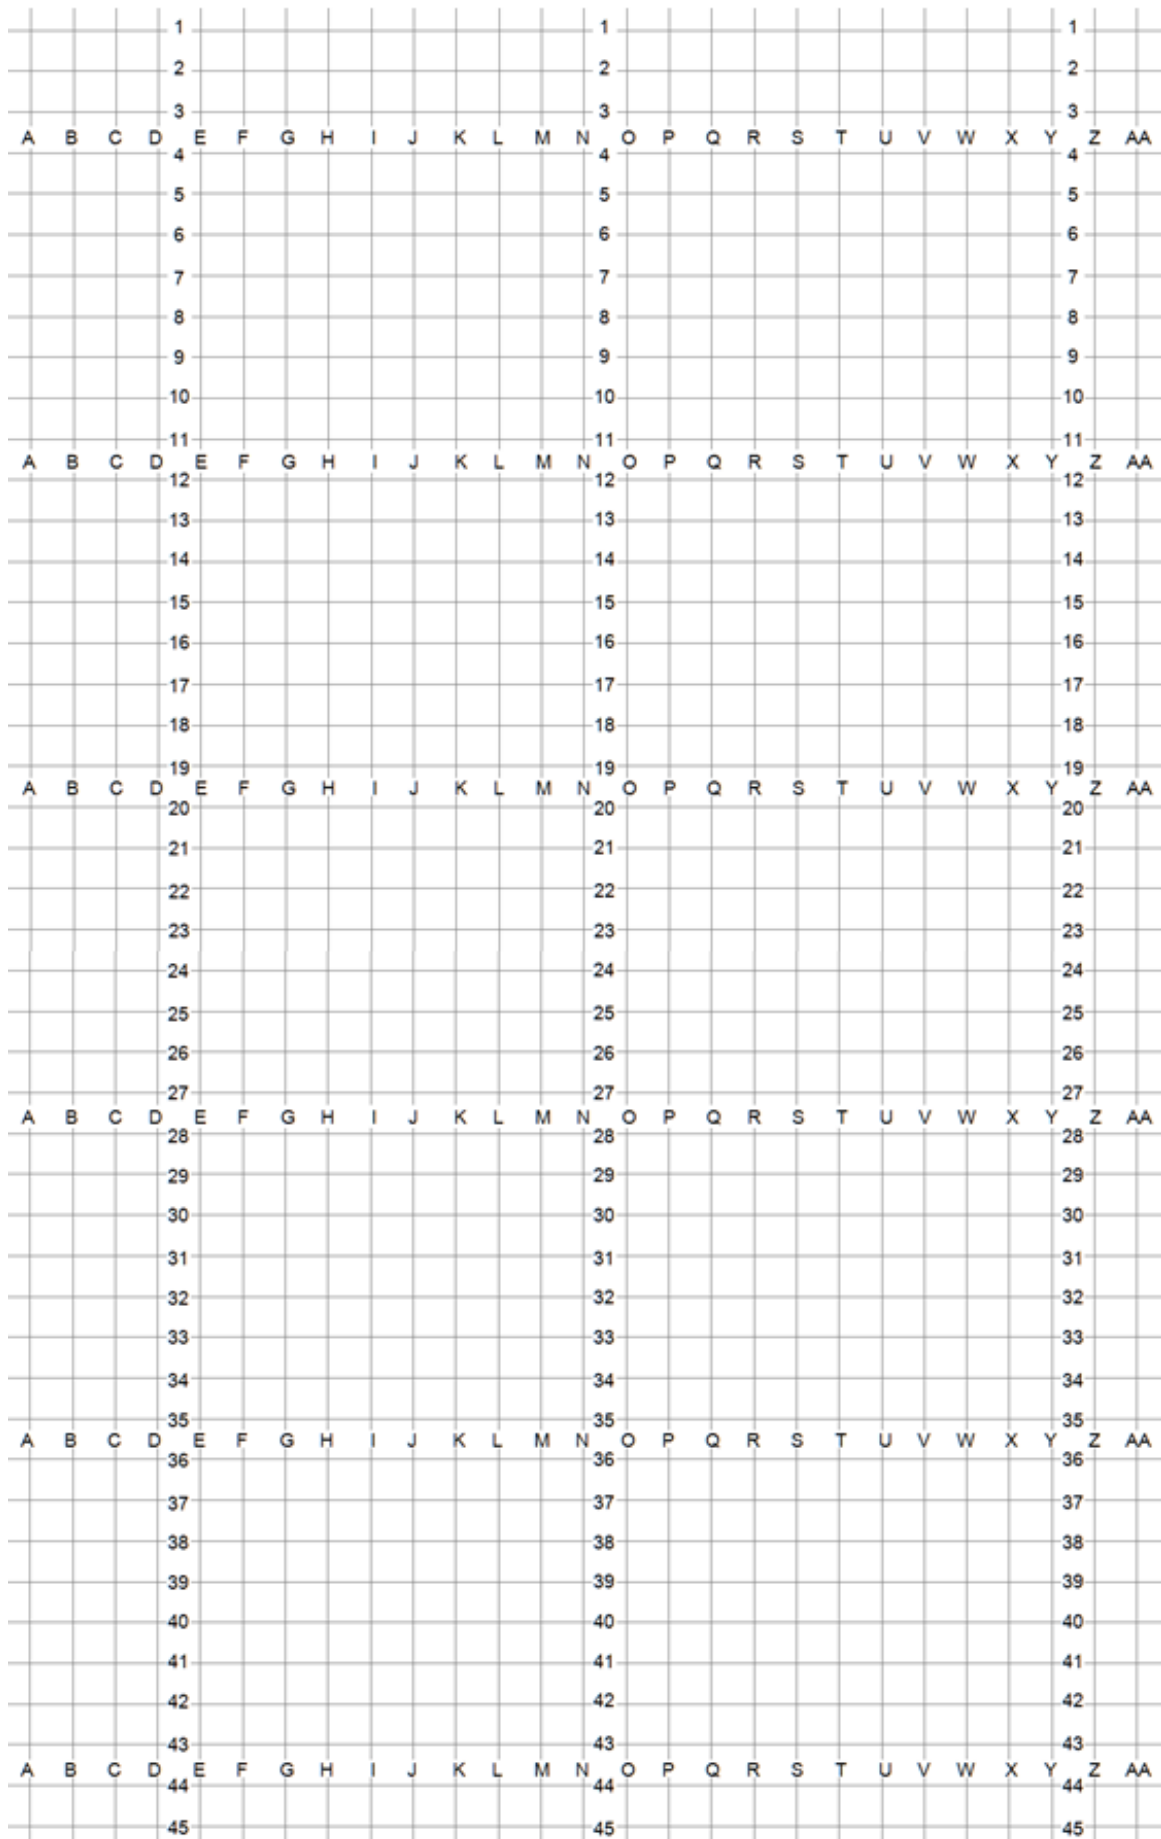 1 1 1
2 2 2
3 3 3
A B C D E F G H I J K L M N O P Q R S T U V W X Y Z AA
4 4 4
5 5 5
6 6 6
7 7 7
8 8 8
9 9 9
10 10 10
11 11 11
A B C D E F G H I J K L M N O P Q R S T U V W X Y Z AA
12 12 12
13 13 13
14 14 14
15 15 15
16 16 16
17 17 17
18 18 18
19 19 19
A B C D E F G H I J K L M N O P Q R S T U V W X Y Z AA
20 20 20
21 21 21
22 22 22
23 23 23
24 24 24
25 25 25
26 26 26
27 27 27
A B C D E F G H I J K L M N O P Q R S T U V W X Y Z AA
28 28 28
29 29 29
30 30 30
31 31 31
32 32 32
33 33 33
34 34 34
35 35 35
A B C D E F G H I J K L M N O P Q R S T U V W X Y Z AA
36 36 36
37 37 37
38 38 38
39 39 39
40 40 40
41 41 41
42 42 42
43 43 43
A B C D E F G H I J K L M N O P Q R S T U V W X Y Z AA
44 44 44
45 45 45